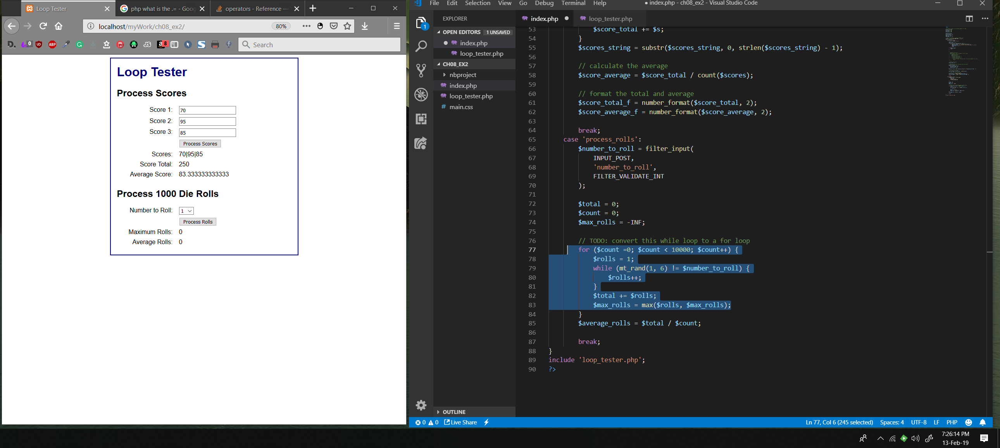 Loop Tester
php what is the .= - Goog
operators - Reference —
localhost/myWork/ch08_ex2/
80%
D.
0
ABP
JS
a 8
Search
Loop Tester
Process Scores
Score 1:
70
Score 2:
95
Score 3:
85
Process Scores
Scores:
70|95|85
Score Total:
250
Average Score:
83.333333333333
Process 1000 Die Rolls
Number to Roll:
1
Process Rolls
Maximum Rolls:
0
Average Rolls:
0
File Edit Selection View Go Debug Terminal Help
● index.php - ch08_ex2 - Visual Studio Code
1
EXPLORER
OPEN EDITORS 1 UNSAVED
index.php
loop_tester.php
CH08_EX2
nbproject
index.php
loop_tester.php
# main.css
OUTLINE
index.php
loop_tester.php
53 $score_total += $s;
54 }
55 $scores_string = substr($scores_string, 0, strlen($scores_string) - 1);
56
57 // calculate the average
58 $score_average = $score_total / count($scores);
59
60 // format the total and average
61 $score_total_f = number_format($score_total, 2);
62 $score_average_f = number_format($score_average, 2);
63
64 break;
65 case 'process_rolls':
66 $number_to_roll = filter_input(
67 INPUT_POST,
68 'number_to_roll',
69 FILTER_VALIDATE_INT
70 );
71
72 $total = 0;
73 $count = 0;
74 $max_rolls = -INF;
75
76 // TODO: convert this while loop to a for loop
77 for ($count =0; $count < 10000; $count++) {
78 $rolls = 1;
79 while (mt_rand(1, 6) != $number_to_roll) {
80 $rolls++;
81 }
82 $total += $rolls;
83 $max_rolls = max($rolls, $max_rolls);
84 }
85 $average_rolls = $total / $count;
86
87 break;
88 }
89 include 'loop_tester.php';
90 ?>
0 0 Live Share
Ln 77, Col 6 (245 selected) Spaces: 4 UTF-8 LF PHP
7:26:14 PM
13-Feb-19